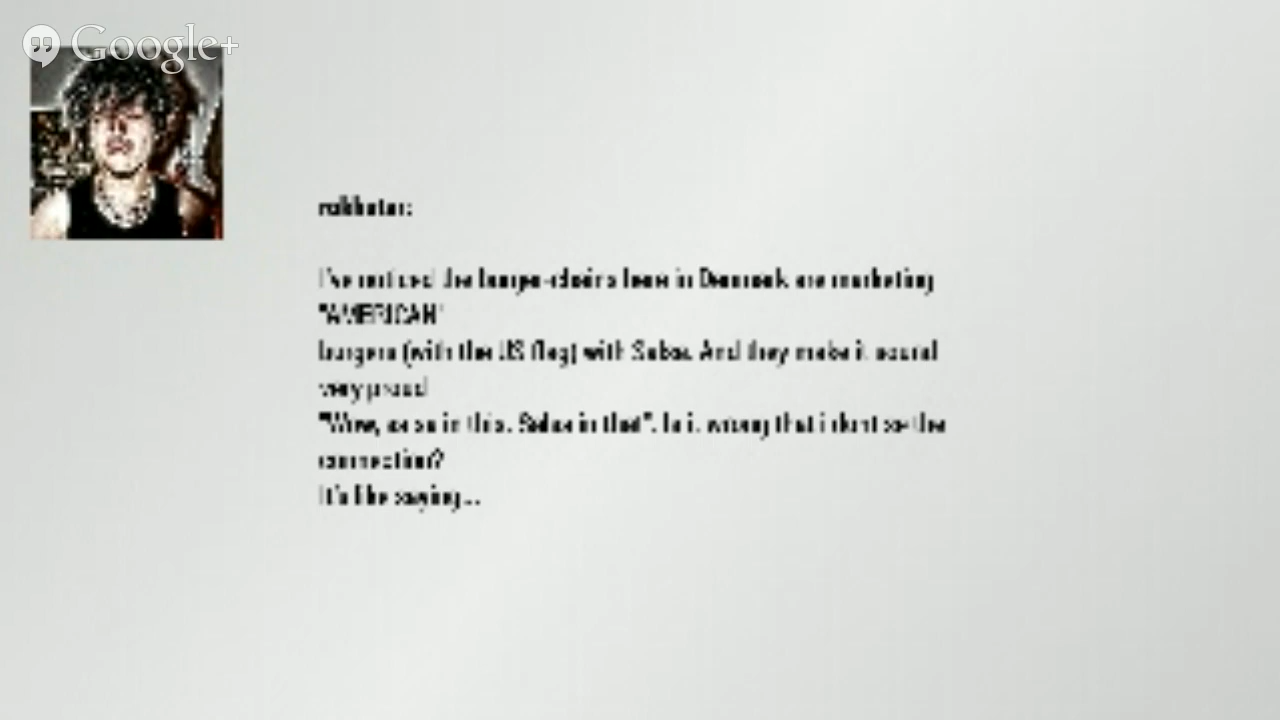 Google+
I've noticed the burger-chains here in Denmark are marketing
"AMERICAN"
burgers (with the US flag) with Salsa. And they make it sound
very proud
"Wow, salsa in this. Salsa in that". Is it wrong that i dont se the
connection?
It's like saying...